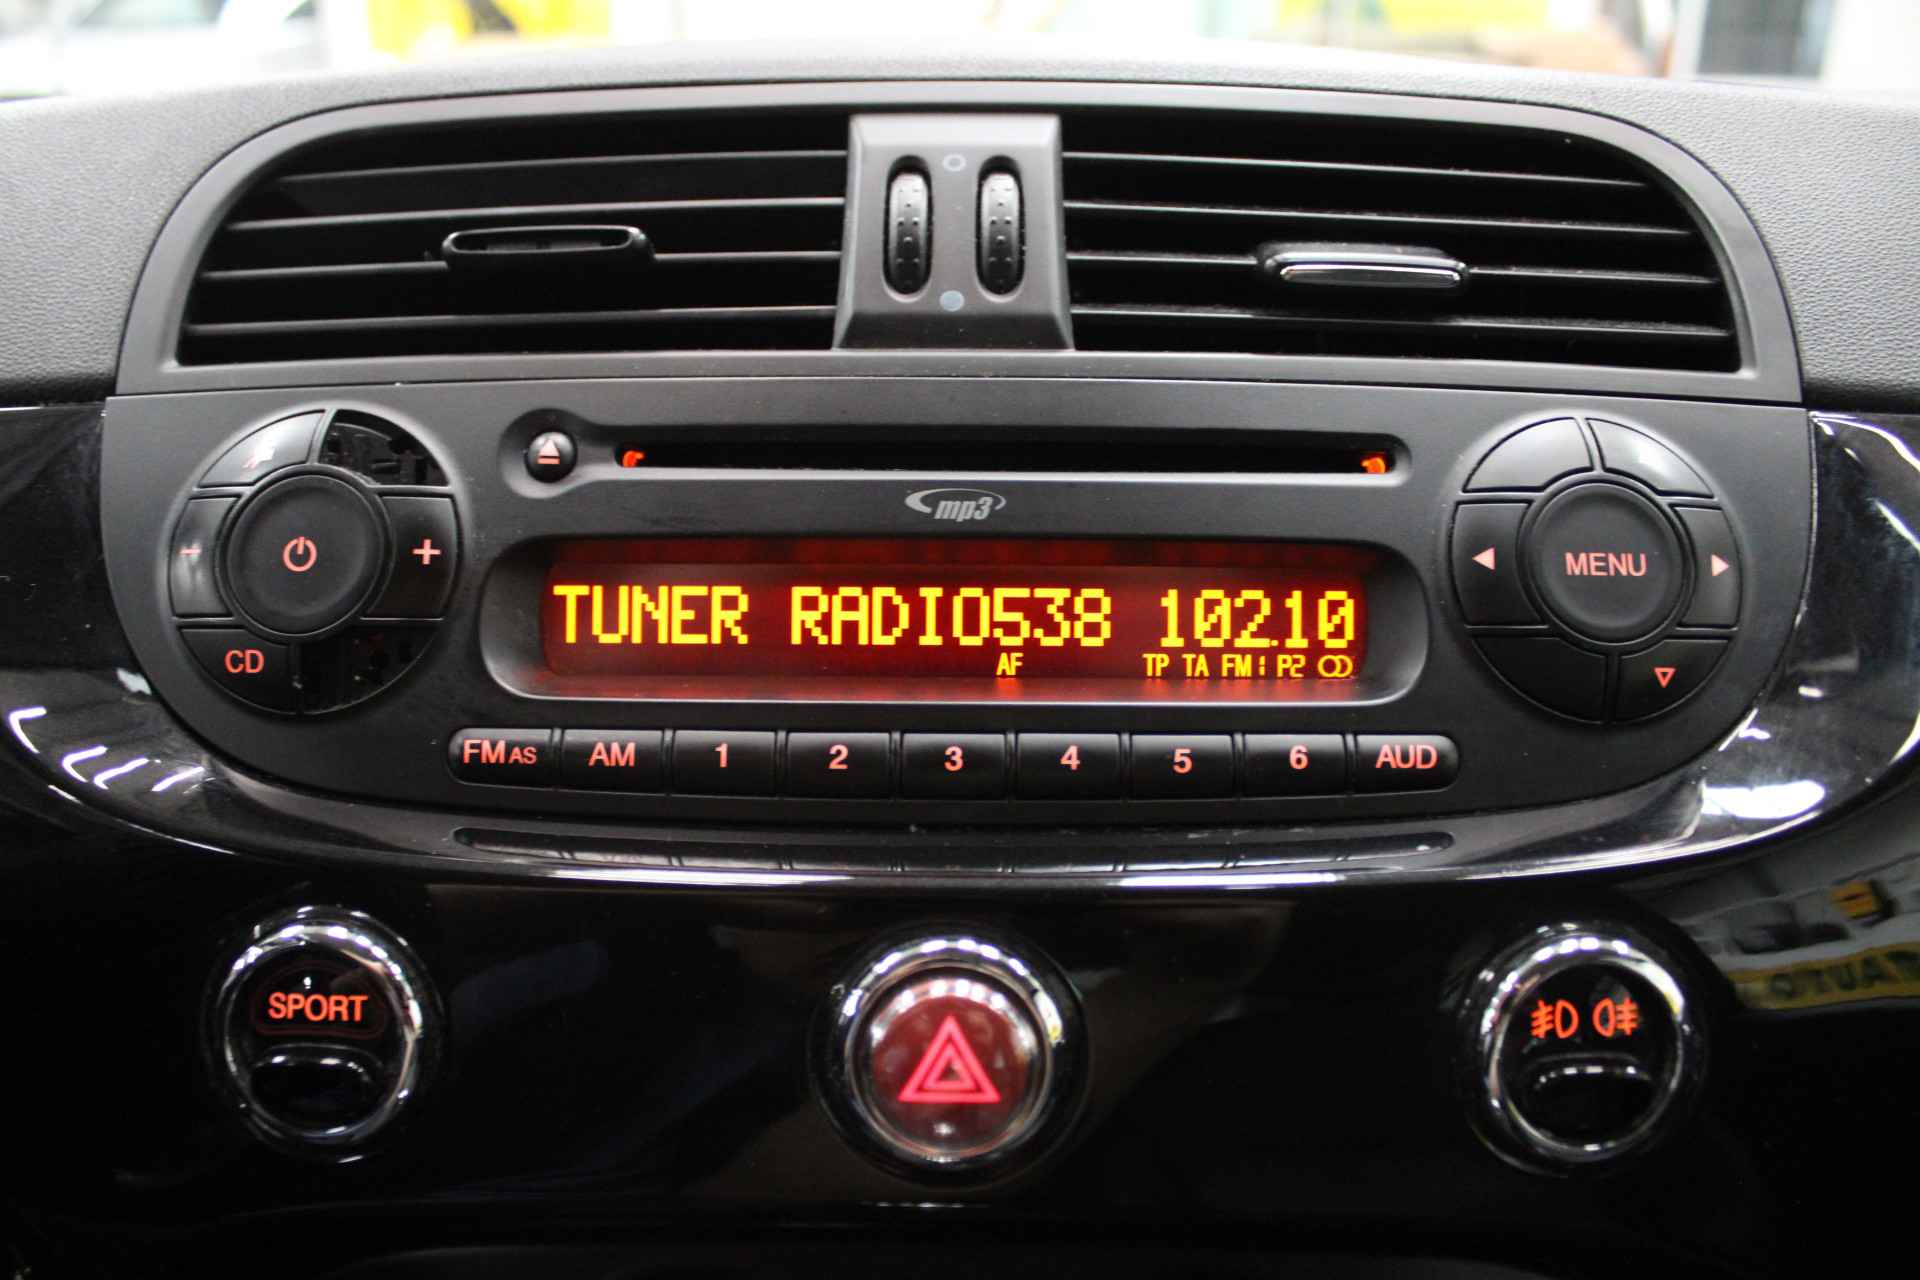 mp3
TUNER RADIO538 102.10
AF TP TA FM1 P2
CD
MENU
FM AS AM 1 2 3 4 5 6 AUD
SPORT
AUTO